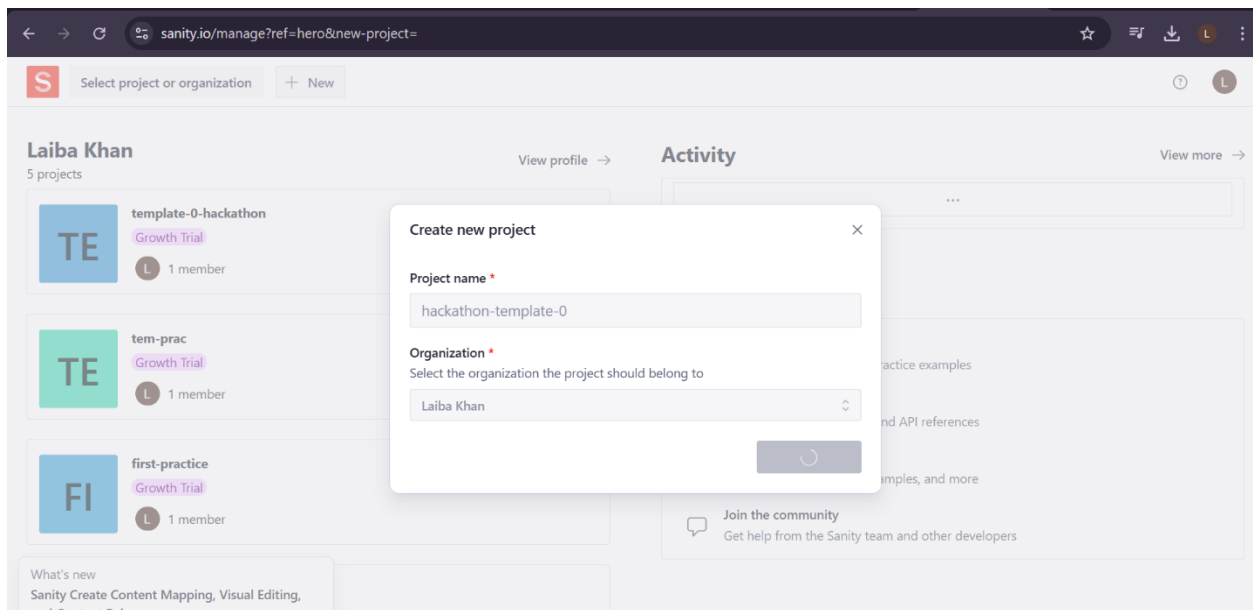 sanity.io/manage?ref=hero&new-project=
L
S
Select project or organization
+ New
L
Laiba Khan
5 projects
View profile →
TE
template-0-hackathon
Growth Trial
L 1 member
TE
tem-prac
Growth Trial
L 1 member
FI
first-practice
Growth Trial
L 1 member
What's new
Sanity Create Content Mapping, Visual Editing,
Activity
View more →
...
Create new project
Project name *
hackathon-template-0
Organization *
Select the organization the project should belong to
Laiba Khan
actice examples
nd API references
amples, and more
Join the community
Get help from the Sanity team and other developers